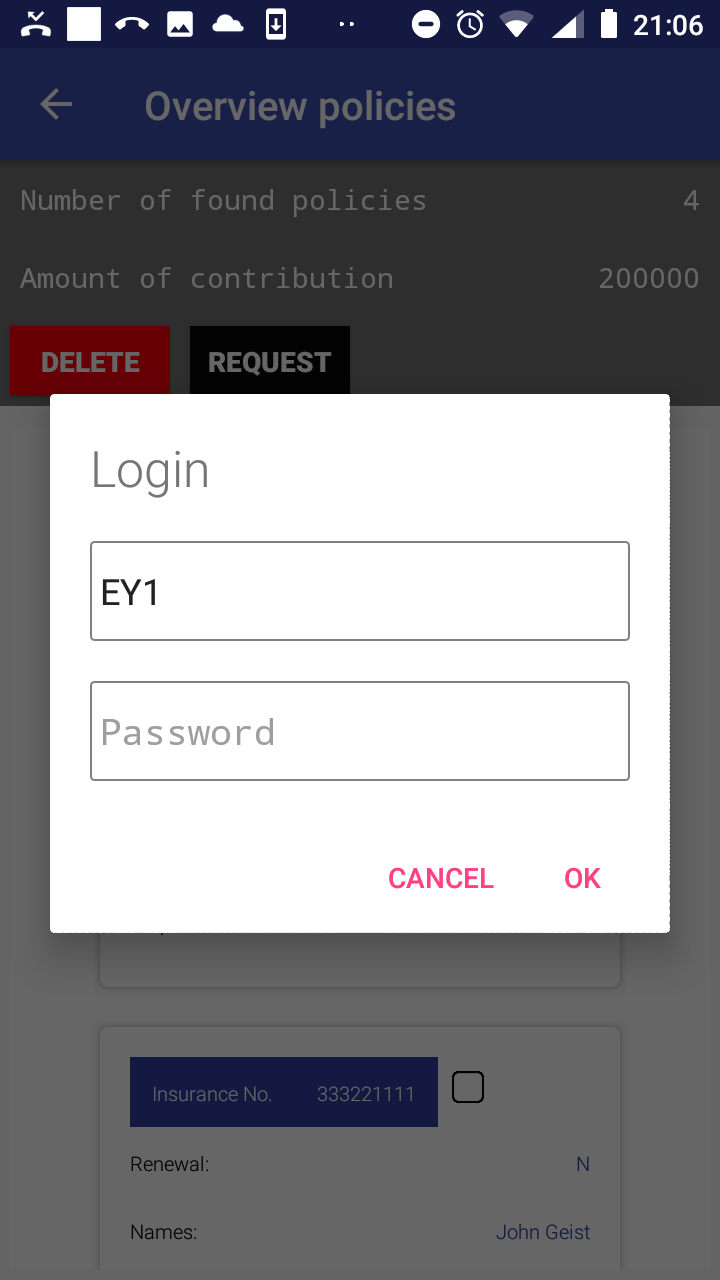 21:06
Overview policies
Number of found policies 4
Amount of contribution 200000
DELETE REQUEST
Login
EY1
Password
CANCEL OK
Insurance No. 333221111
Renewal: N
Names: John Geist